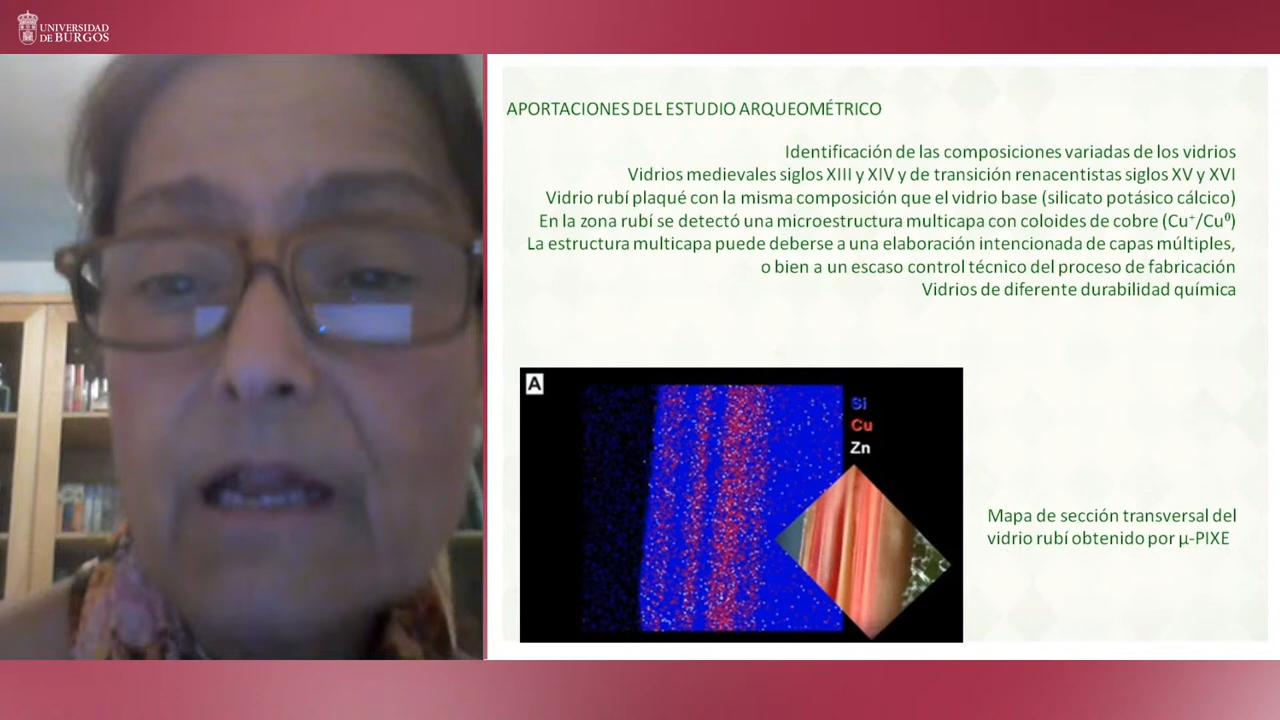 UNIVERSIDAD
DE BURGOS
APORTACIONES DEL ESTUDIO ARQUEOMÉTRICO
Identificación de las composiciones variadas de los vidrios
Vidrios medievales siglos XIII y XIV y de transición renacentistas siglos XV y XVI
Vidrio rubí plaqué con la misma composición que el vidrio base (silicato potásico cálcico)
En la zona rubí se detectó una microestructura multicapa con coloides de cobre (Cu⁺/Cu⁰)
La estructura multicapa puede deberse a una elaboración intencionada de capas múltiples,
o bien a un escaso control técnico del proceso de fabricación
Vidrios de diferente durabilidad química
A
Si
Cu
Zn
Mapa de sección transversal del
vidrio rubí obtenido por µ-PIXE